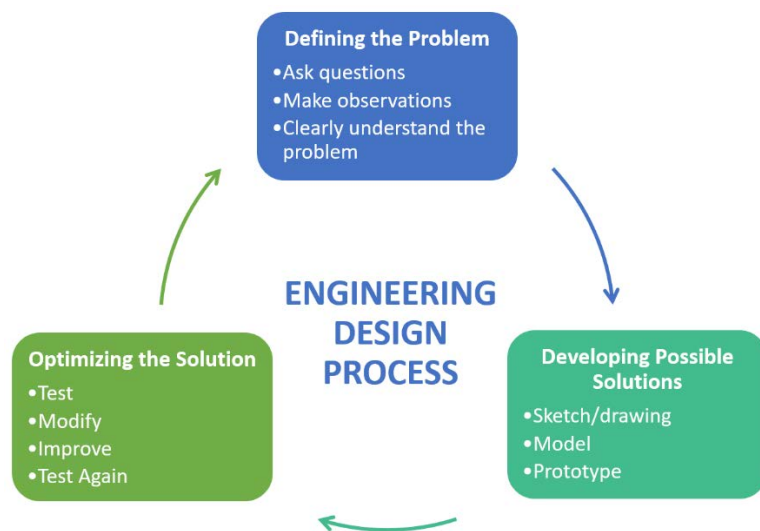 Defining the Problem
•Ask questions
•Make observations
•Clearly understand the
problem
ENGINEERING
DESIGN
PROCESS
Developing Possible
Solutions
•Sketch/drawing
•Model
•Prototype
Optimizing the Solution
•Test
•Modify
•Improve
•Test Again